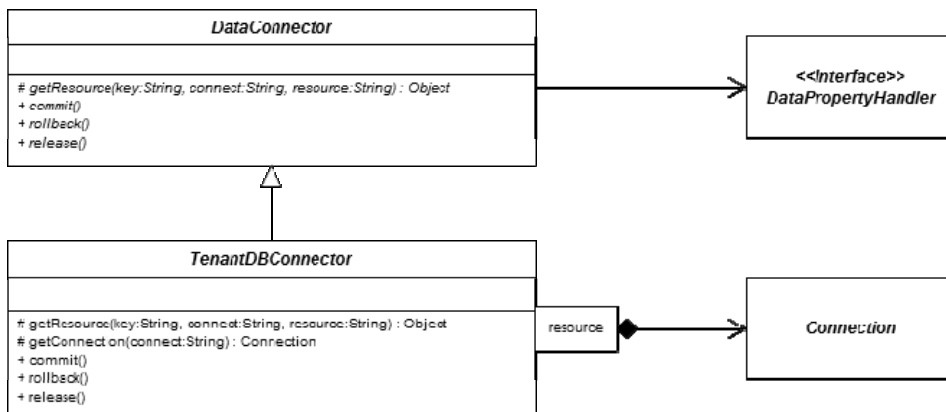 DataConnector
# getResource(key:String, connect:String, resource:String) : Object
+ commit()
+ rollback()
+ release()
<<Interface>>
DataPropertyHandler
TenantDBConnector
# getResource(key:String, connect:String, resource:String) : Object
# getConnection(connect:String) : Connection
+ commit()
+ rollback()
+ release()
resource
Connection